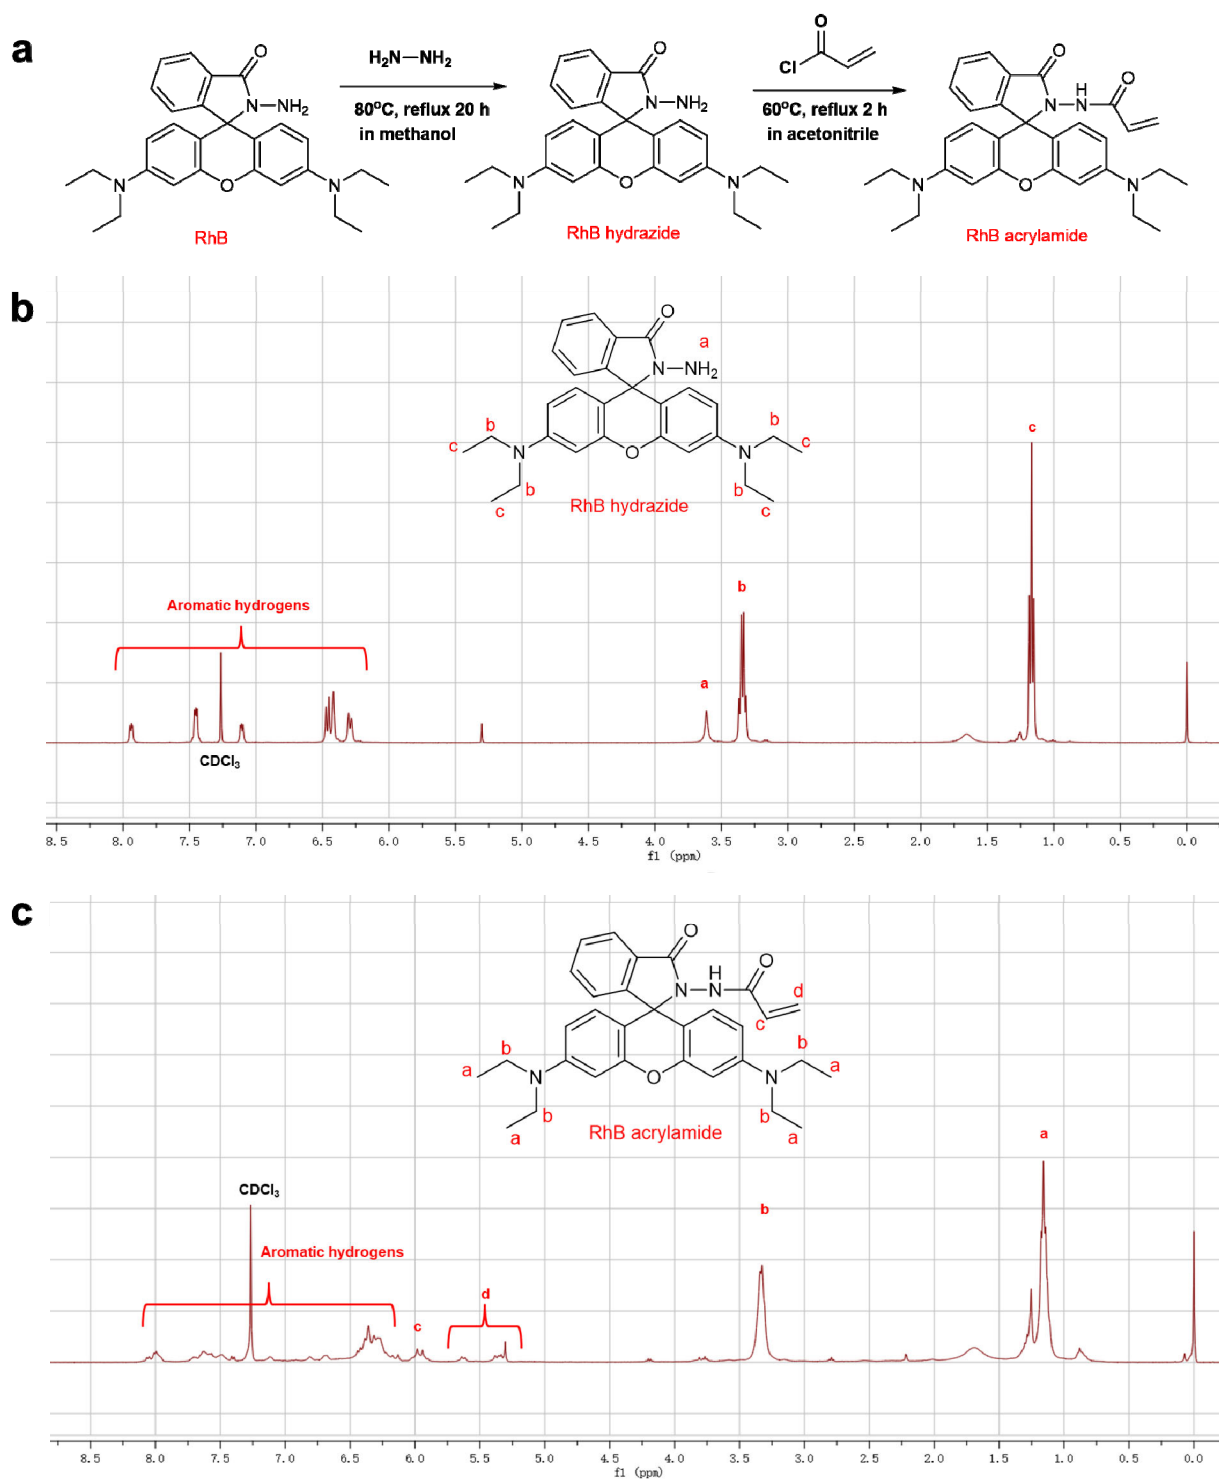 a
O
N
NH₂
O
N
N
RhB
H₂N—NH₂
80°C, reflux 20 h
in methanol
O
N
NH₂
O
N
N
RhB hydrazide
O
Cl
60°C, reflux 2 h
in acetonitrile
O
N
H
N
O
O
N
N
RhB acrylamide
b
O
a
N
NH₂
b
c
N
O
N
b
c
b
c
b
c
RhB hydrazide
c
b
a
Aromatic hydrogens
CDCl₃
8.5 8.0 7.5 7.0 6.5 6.0 5.5 5.0 4.5 4.0 3.5 3.0 2.5 2.0 1.5 1.0 0.5 0.0
f1 (ppm)
c
O
H
N
N
O
d
c
b
a
N
O
N
b
a
b
a
b
a
RhB acrylamide
a
b
CDCl₃
Aromatic hydrogens
c
d
8.0 7.5 7.0 6.5 6.0 5.5 5.0 4.5 4.0 3.5 3.0 2.5 2.0 1.5 1.0 0.5 0.0
f1 (ppm)